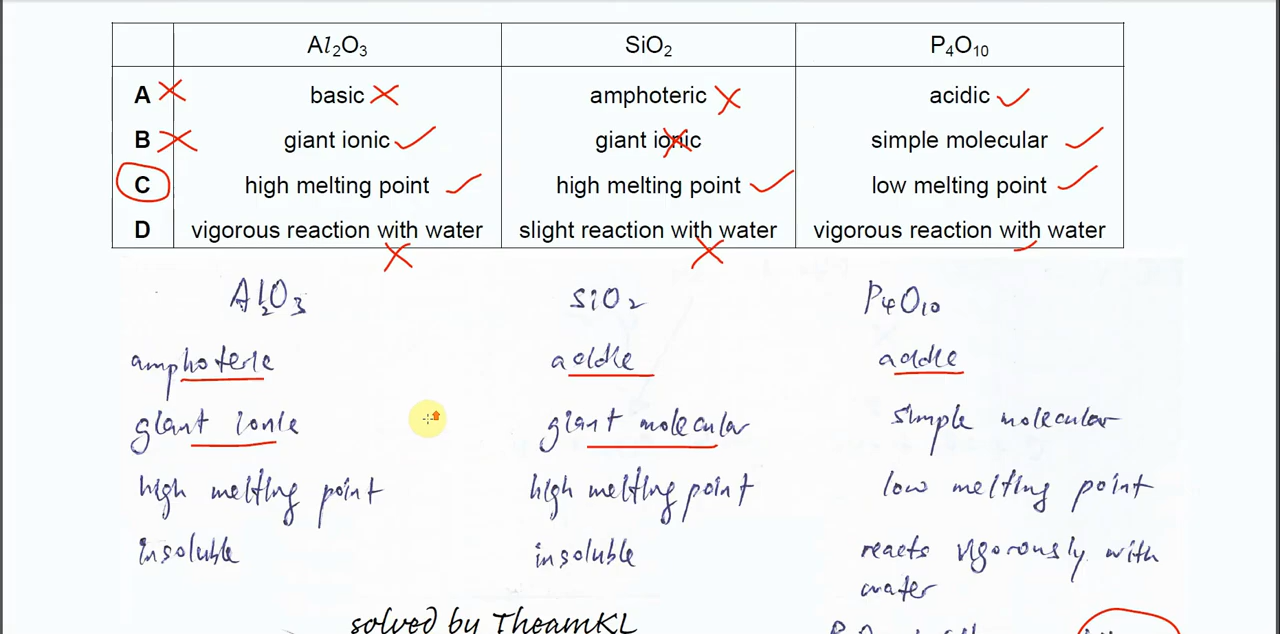 Al₂O₃ SiO₂ P₄O₁₀
A basic amphoteric acidic
B giant ionic giant ionic simple molecular
C high melting point high melting point low melting point
D vigorous reaction with water slight reaction with water vigorous reaction with water
Al₂O₃ SiO₂ P₄O₁₀
amphoteric acidic acidic
giant ionic giant molecular simple molecular
high melting point high melting point low melting point
insoluble insoluble reacts vigorously with
water
solved by TheamKL